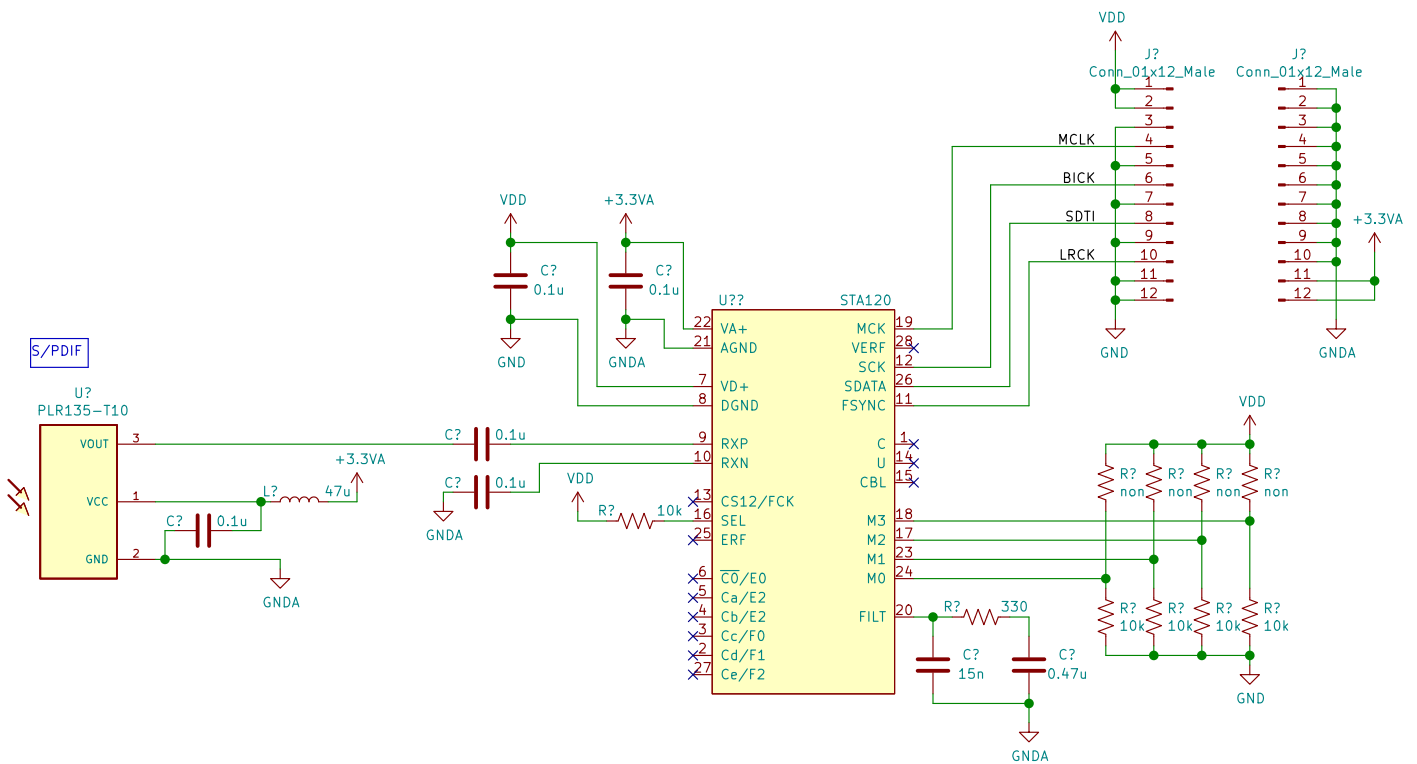 VDD
J?
Conn_01x12_Male
1
2
3
4
5
6
7
8
9
10
11
12
MCLK
BICK
SDTI
LRCK
GND
J?
Conn_01x12_Male
1
2
3
4
5
6
7
8
9
10
11
12
+3.3VA
GNDA
VDD
C?
0.1u
GND
+3.3VA
C?
0.1u
GNDA
S/PDIF
U?
PLR135-T10
VOUT 3
VCC 1
GND 2
C? 0.1u
L? 47u
+3.3VA
GNDA
C? 0.1u
C? 0.1u
GNDA
VDD
R? 10k
U?? STA120
22 VA+
21 AGND
7 VD+
8 DGND
9 RXP
10 RXN
13 CS12/FCK
16 SEL
25 ERF
6 C0/E0
5 Ca/E2
4 Cb/E2
3 Cc/F0
2 Cd/F1
27 Ce/F2
MCK 19
VERF 28
SCK 12
SDATA 26
FSYNC 11
C 1
U 14
CBL 15
M3 18
M2 17
M1 23
M0 24
FILT 20
R? 330
C?
15n
C?
0.47u
GNDA
VDD
R? R? R? R?
non non non non
R? R? R? R?
10k 10k 10k 10k
GND